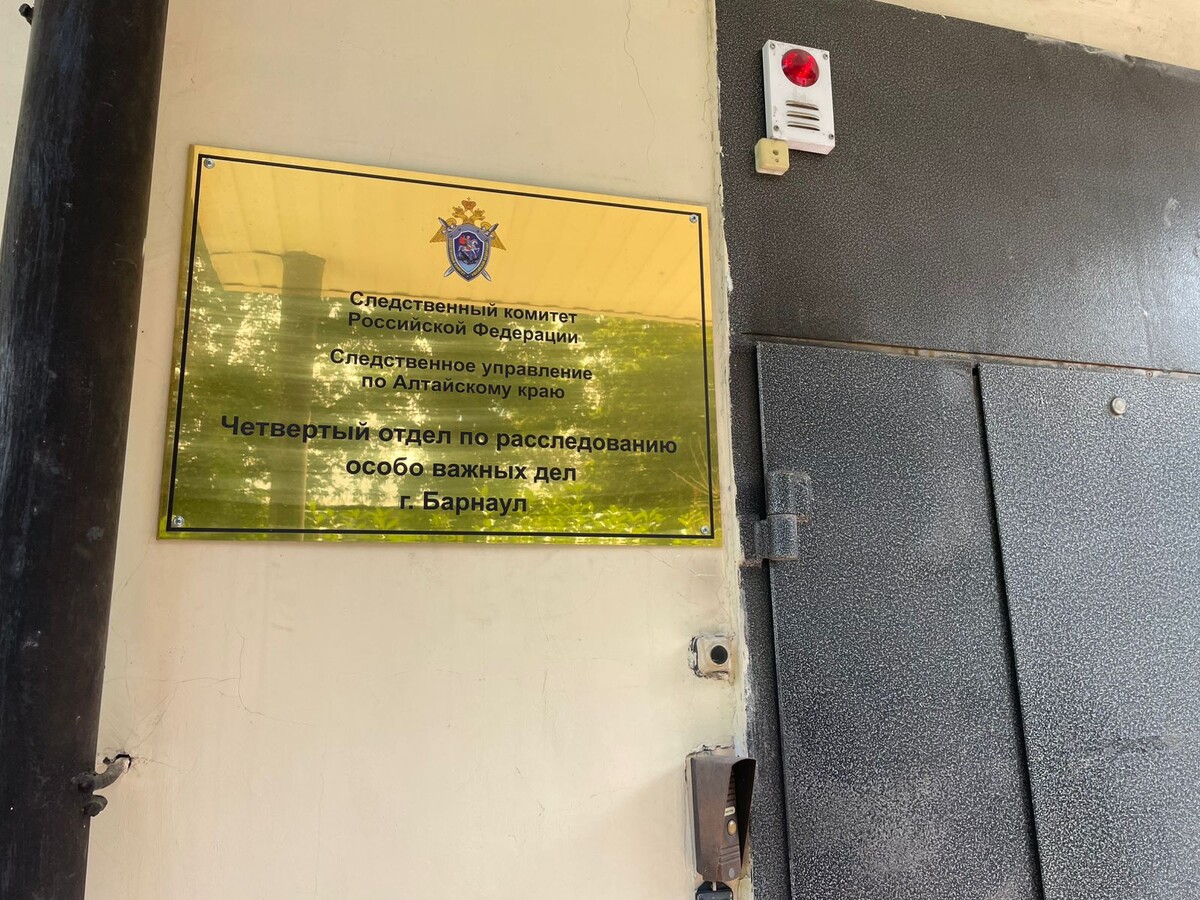 Следственный комитет
Российской Федерации
Следственное управление
по Алтайскому краю
Четвертый отдел по расследованию
особо важных дел
г. Барнаул